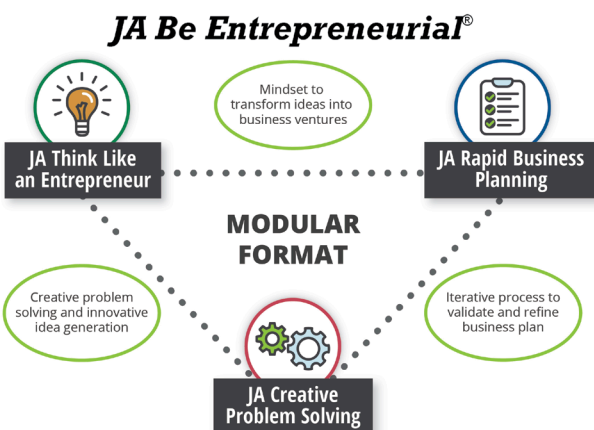 JA Be Entrepreneurial®
Mindset to
transform ideas into
business ventures
JA Think Like
an Entrepreneur
JA Rapid Business
Planning
MODULAR
FORMAT
Creative problem
solving and innovative
idea generation
Iterative process to
validate and refine
business plan
JA Creative
Problem Solving